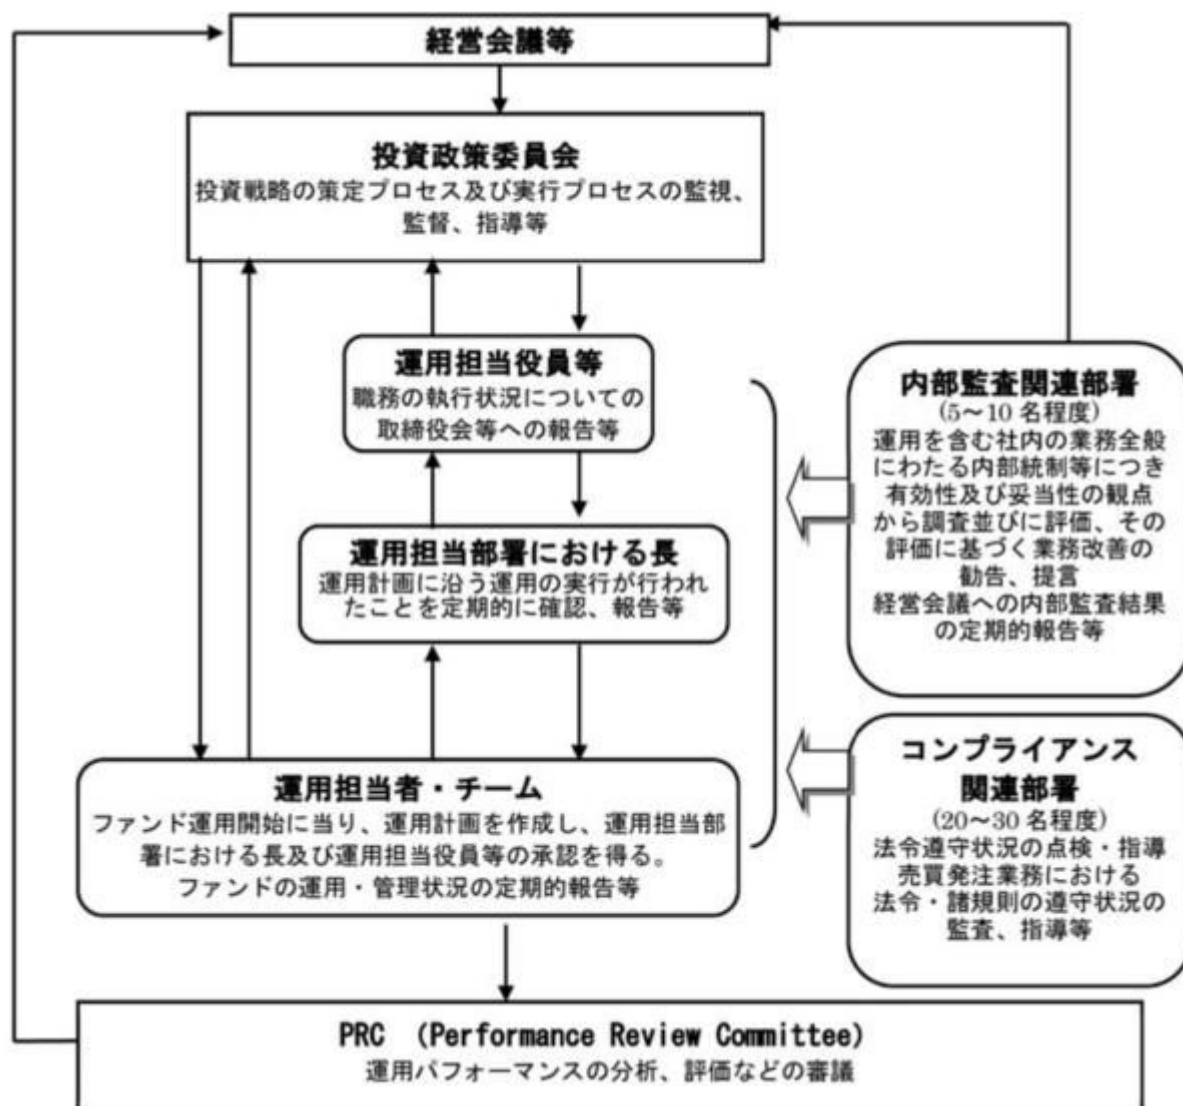 経営会議等
投資政策委員会
投資戦略の策定プロセス及び実行プロセスの監視、
監督、指導等
運用担当役員等
職務の執行状況についての
取締役会等への報告等
運用担当部署における長
運用計画に沿う運用の実行が行われ
たことを定期的に確認、報告等
運用担当者・チーム
ファンド運用開始に当り、運用計画を作成し、運用担当部
署における長及び運用担当役員等の承認を得る。
ファンドの運用・管理状況の定期的報告等
内部監査関連部署
(5～10 名程度)
運用を含む社内の業務全般
にわたる内部統制等につき
有効性及び妥当性の観点
から調査並びに評価、その
評価に基づく業務改善の
勧告、提言
経営会議への内部監査結果
の定期的報告等
コンプライアンス
関連部署
(20～30 名程度)
法令遵守状況の点検・指導
売買発注業務における
法令・諸規則の遵守状況の
監査、指導等
PRC （Performance Review Committee)
運用パフォーマンスの分析、評価などの審議